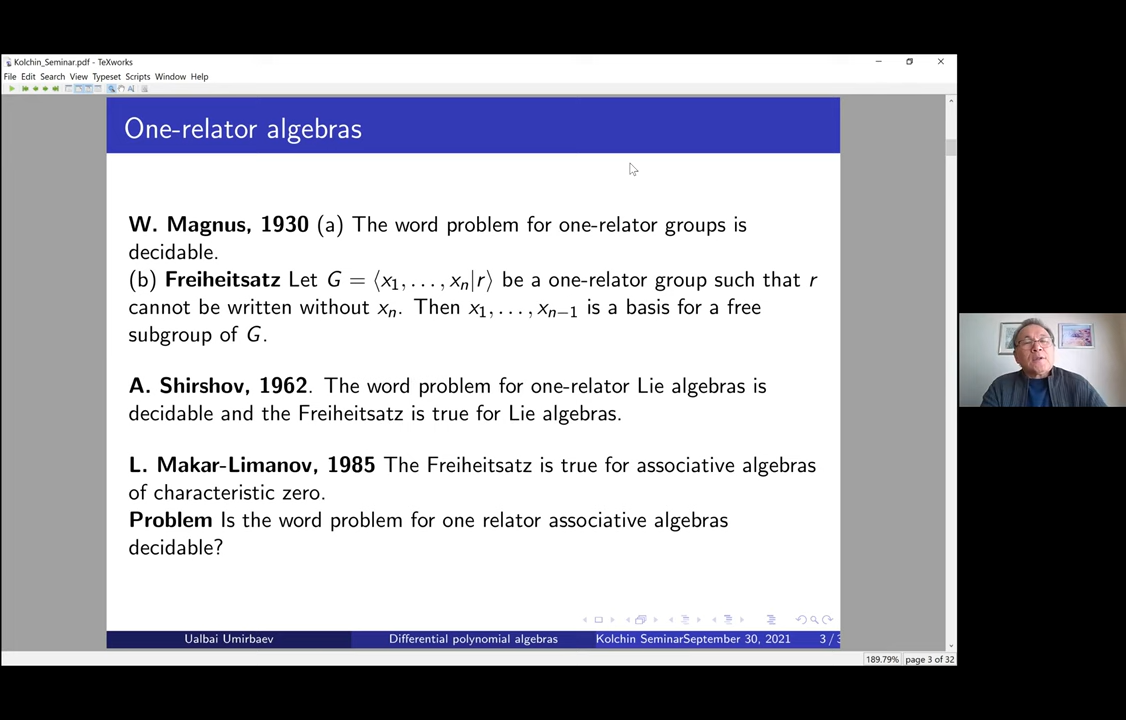 Kolchin_Seminar.pdf - TeXworks
File Edit Search View Typeset Scripts Window Help
One-relator algebras
W. Magnus, 1930 (a) The word problem for one-relator groups is
decidable.
(b) Freiheitsatz Let G = ⟨x₁, . . . , xₙ|r⟩ be a one-relator group such that r
cannot be written without xₙ. Then x₁, . . . , xₙ₋₁ is a basis for a free
subgroup of G.
A. Shirshov, 1962. The word problem for one-relator Lie algebras is
decidable and the Freiheitsatz is true for Lie algebras.
L. Makar-Limanov, 1985 The Freiheitsatz is true for associative algebras
of characteristic zero.
Problem Is the word problem for one relator associative algebras
decidable?
Ualbai Umirbaev Differential polynomial algebras Kolchin SeminarSeptember 30, 2021 3 / 3
189.79% page 3 of 32